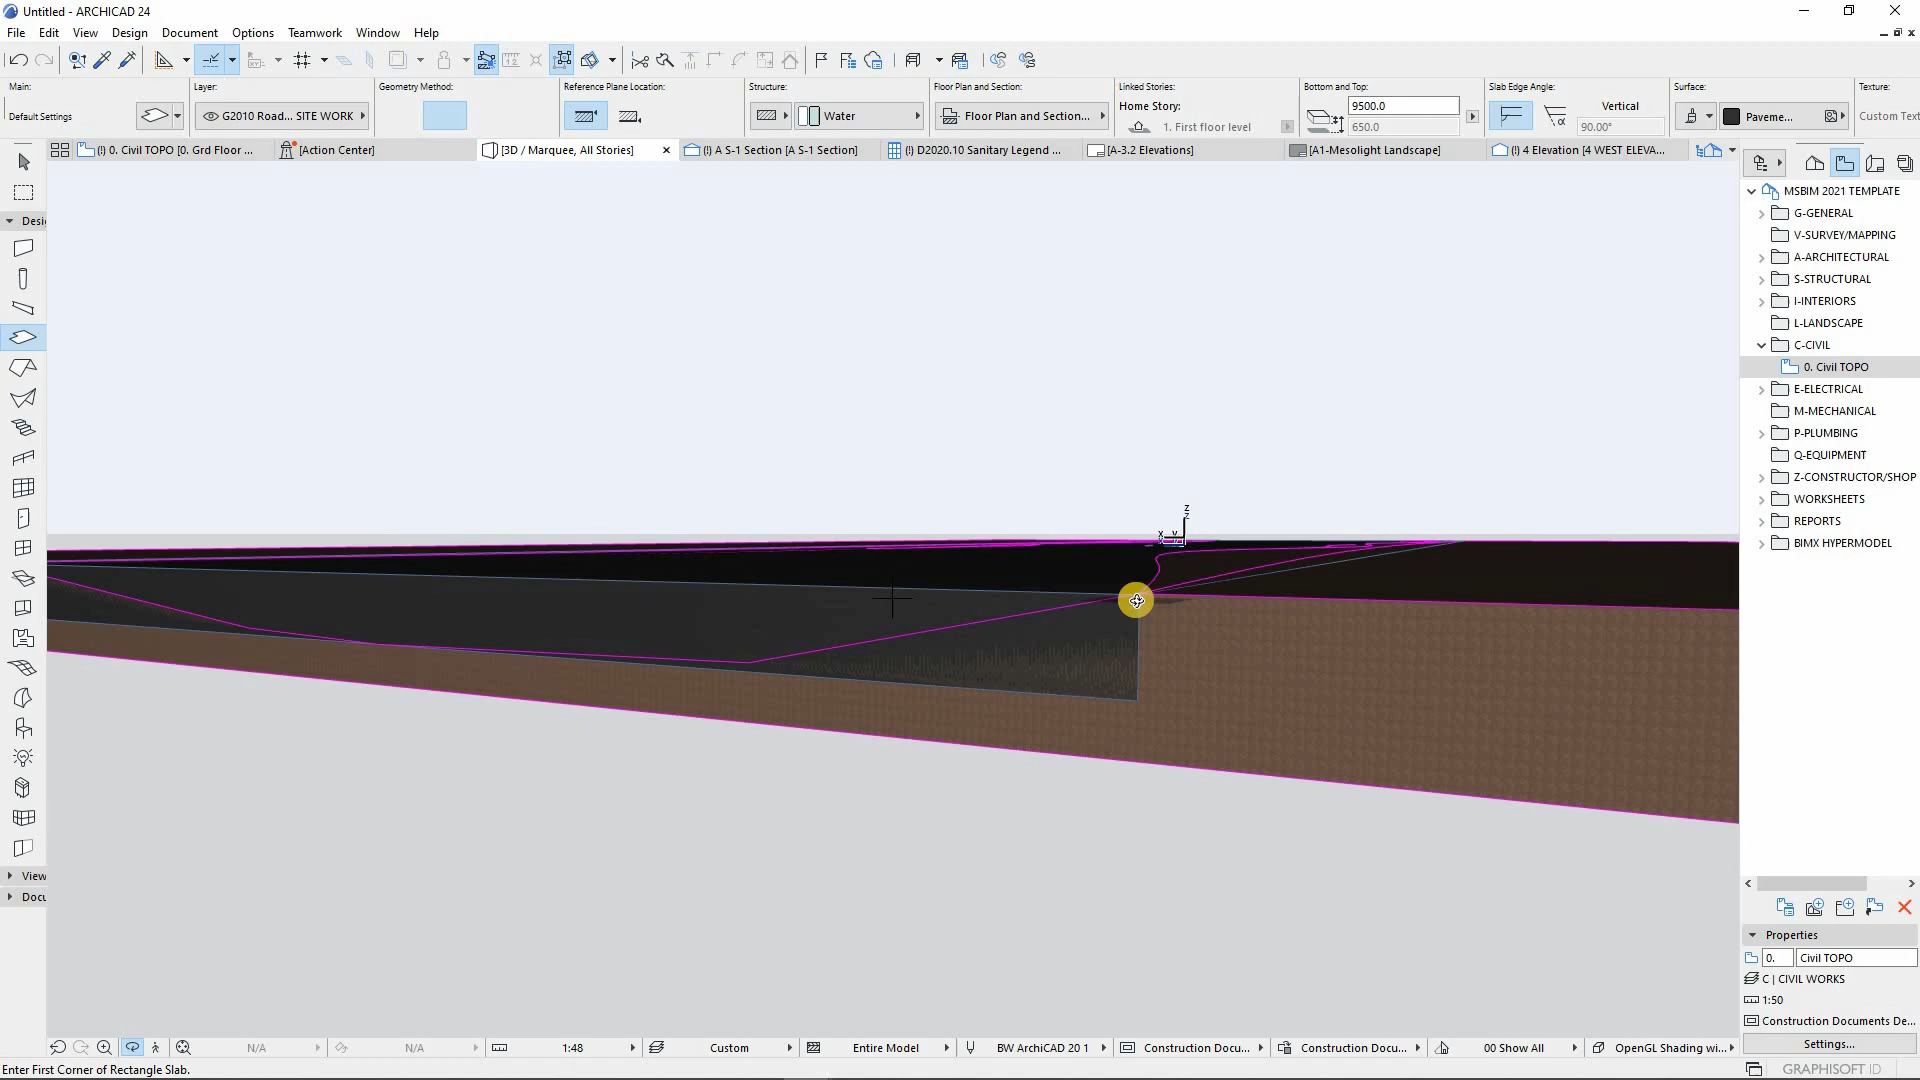 Untitled - ARCHICAD 24
File Edit View Design Document Options Teamwork Window Help
Main: Layer: Geometry Method: Reference Plane Location: Structure: Floor Plan and Section: Linked Stories: Bottom and Top: Slab Edge Angle: Surface: Texture:
Default Settings G2010 Road... SITE WORK Water Floor Plan and Section... Home Story: 9500.0 Vertical Paveme... Custom Text
1. First floor level 650.0 90.00°
(!) 0. Civil TOPO [0. Grd Floor ... [Action Center] [3D / Marquee, All Stories] (!) A S-1 Section [A S-1 Section] (!) D2020.10 Sanitary Legend ... [A-3.2 Elevations] [A1-Mesolight Landscape] (!) 4 Elevation [4 WEST ELEVA...
MSBIM 2021 TEMPLATE
G-GENERAL
V-SURVEY/MAPPING
A-ARCHITECTURAL
S-STRUCTURAL
I-INTERIORS
L-LANDSCAPE
C-CIVIL
0. Civil TOPO
E-ELECTRICAL
M-MECHANICAL
P-PLUMBING
Q-EQUIPMENT
Z-CONSTRUCTOR/SHOP
WORKSHEETS
REPORTS
BIMX HYPERMODEL
Desi
View
Docu
z
z
x y
Properties
0. Civil TOPO
C | CIVIL WORKS
1:50
Construction Documents De...
Settings...
N/A N/A 1:48 Custom Entire Model BW ArchiCAD 20 1 Construction Docu... Construction Docu... 00 Show All OpenGL Shading wi...
Enter First Corner of Rectangle Slab.
GRAPHISOFT ID